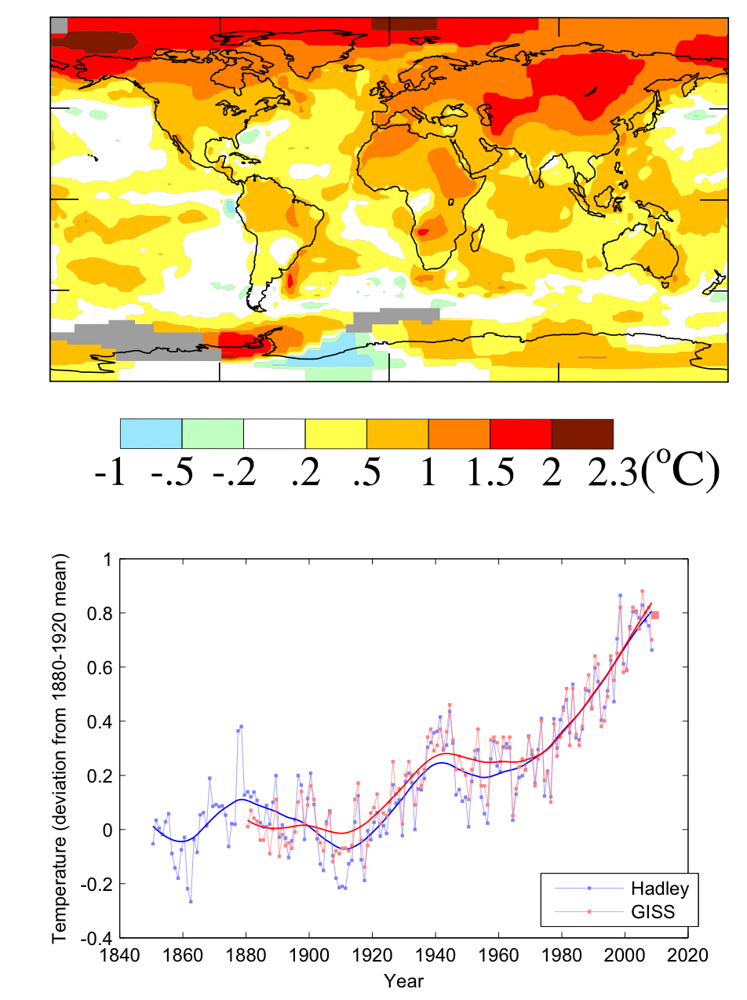 -1 -.5 -.2 .2 .5 1 1.5 2 2.3(°C)
Temperature (deviation from 1880-1920 mean)
1
0.8
0.6
0.4
0.2
0
-0.2
-0.4
Hadley
GISS
1840 1860 1880 1900 1920 1940 1960 1980 2000 2020
Year